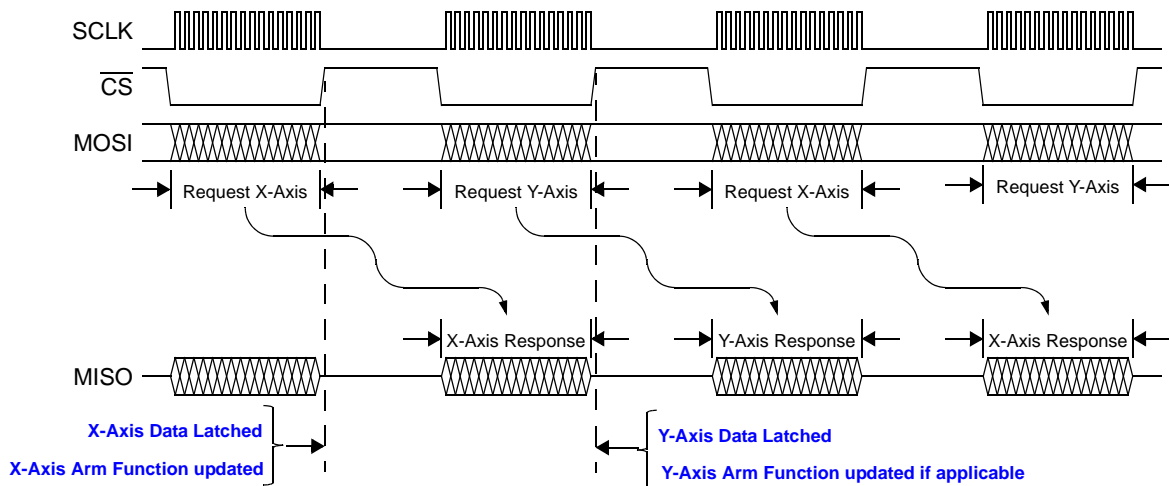 SCLK
CS
MOSI
Request X-Axis
Request Y-Axis
Request X-Axis
Request Y-Axis
X-Axis Response
Y-Axis Response
X-Axis Response
MISO
X-Axis Data Latched
X-Axis Arm Function updated
Y-Axis Data Latched
Y-Axis Arm Function updated if applicable